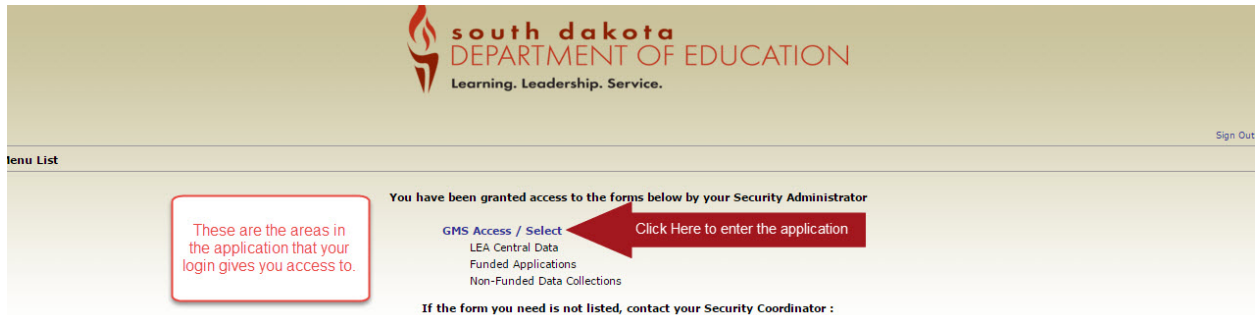 south dakota
DEPARTMENT OF EDUCATION
Learning. Leadership. Service.
Sign Out
Menu List
You have been granted access to the forms below by your Security Administrator
These are the areas in
the application that your
login gives you access to.
GMS Access / Select
Click Here to enter the application
LEA Central Data
Funded Applications
Non-Funded Data Collections
If the form you need is not listed, contact your Security Coordinator :